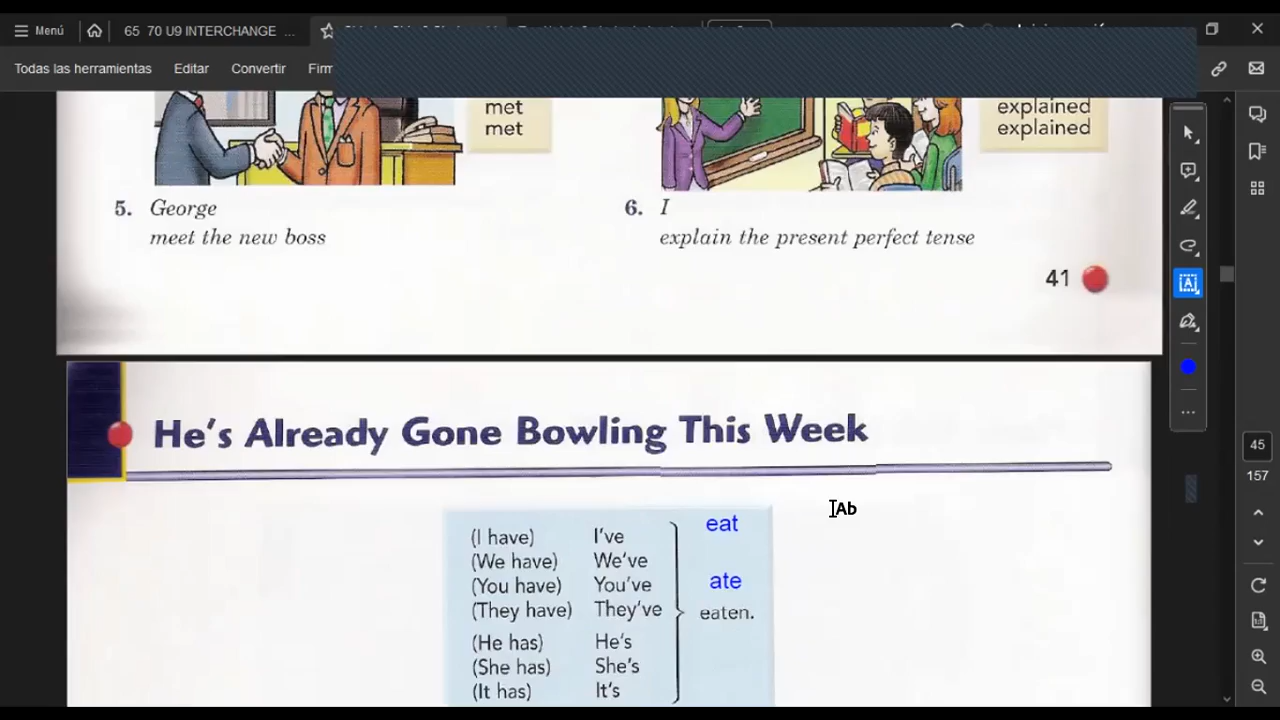 Menú
65 70 U9 INTERCHANGE ...
Todas las herramientas
Editar
Convertir
met
met
explained
explained
5. George
meet the new boss
6. I
explain the present perfect tense
41
He's Already Gone Bowling This Week
Ab
(I have) I've
(We have) We've
(You have) You've
(They have) They've
(He has) He's
(She has) She's
(It has) It's
eat
ate
eaten.
45
157